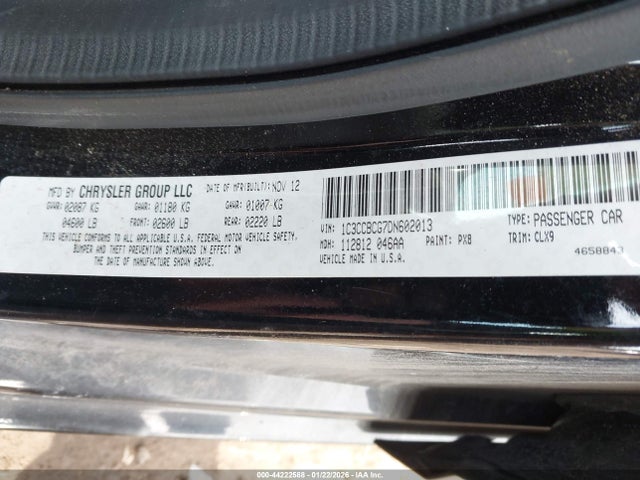 MFD BY CHRYSLER GROUP LLC DATE OF MFR(BUILT): NOV 12
GVWR: 02087 KG GAWR: 01180 KG GAWR: 01007 KG
04600 LB FRONT: 02600 LB REAR: 02220 LB
THIS VEHICLE CONFORMS TO ALL APPLICABLE U.S.A. FEDERAL MOTOR VEHICLE SAFETY,
BUMPER AND THEFT PREVENTION STANDARDS IN EFFECT ON
THE DATE OF MANUFACTURE SHOWN ABOVE.
VIN: 1C3CCBCG7DN602013 TYPE: PASSENGER CAR
MDH: 112812 046AA PAINT: PX8 TRIM: CLX9
VEHICLE MADE IN U.S.A. 4658843
000-44222588 - 01/22/2026 - IAAHOLDINGS, LLC